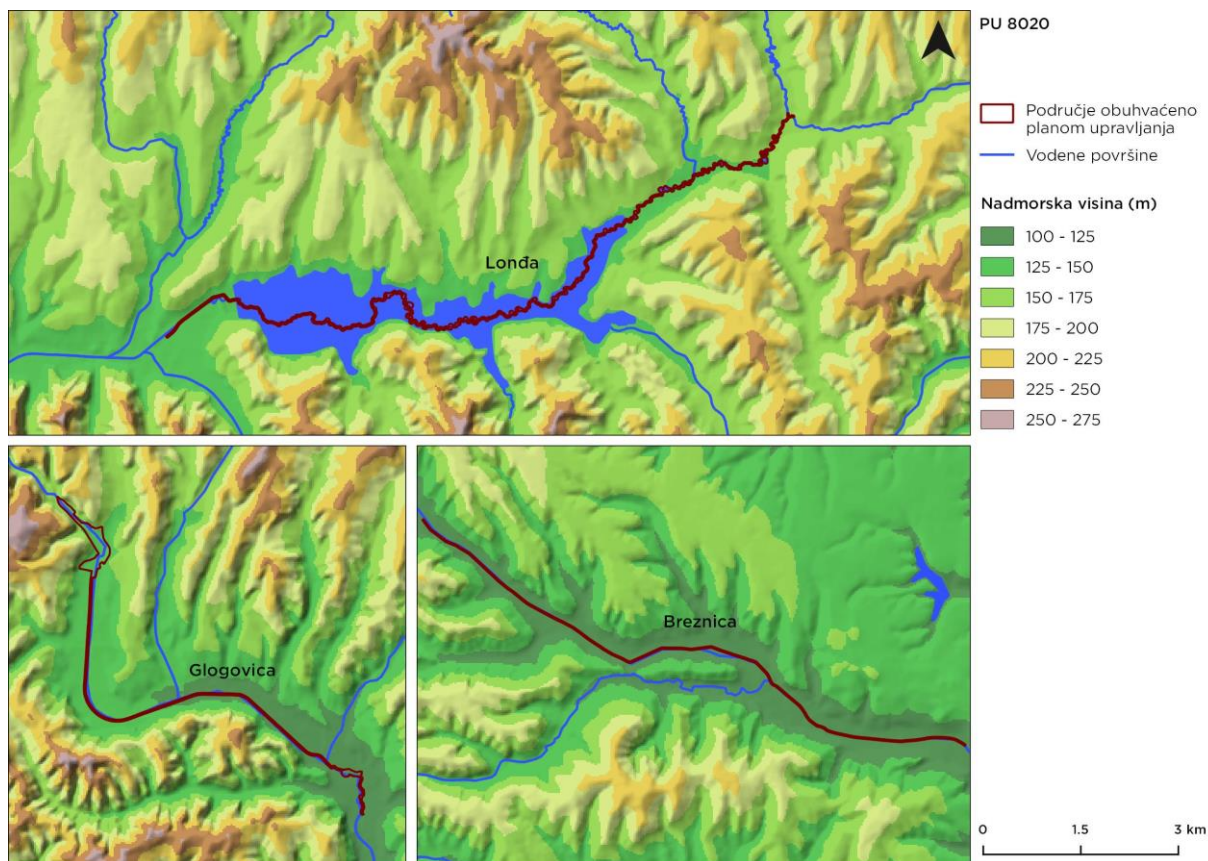 PU 8020
Područje obuhvaćeno
planom upravljanja
Vodene površine
Nadmorska visina (m)
100 - 125
125 - 150
150 - 175
175 - 200
200 - 225
225 - 250
250 - 275
Lonđa
Glogovica
Breznica
0 1.5 3 km